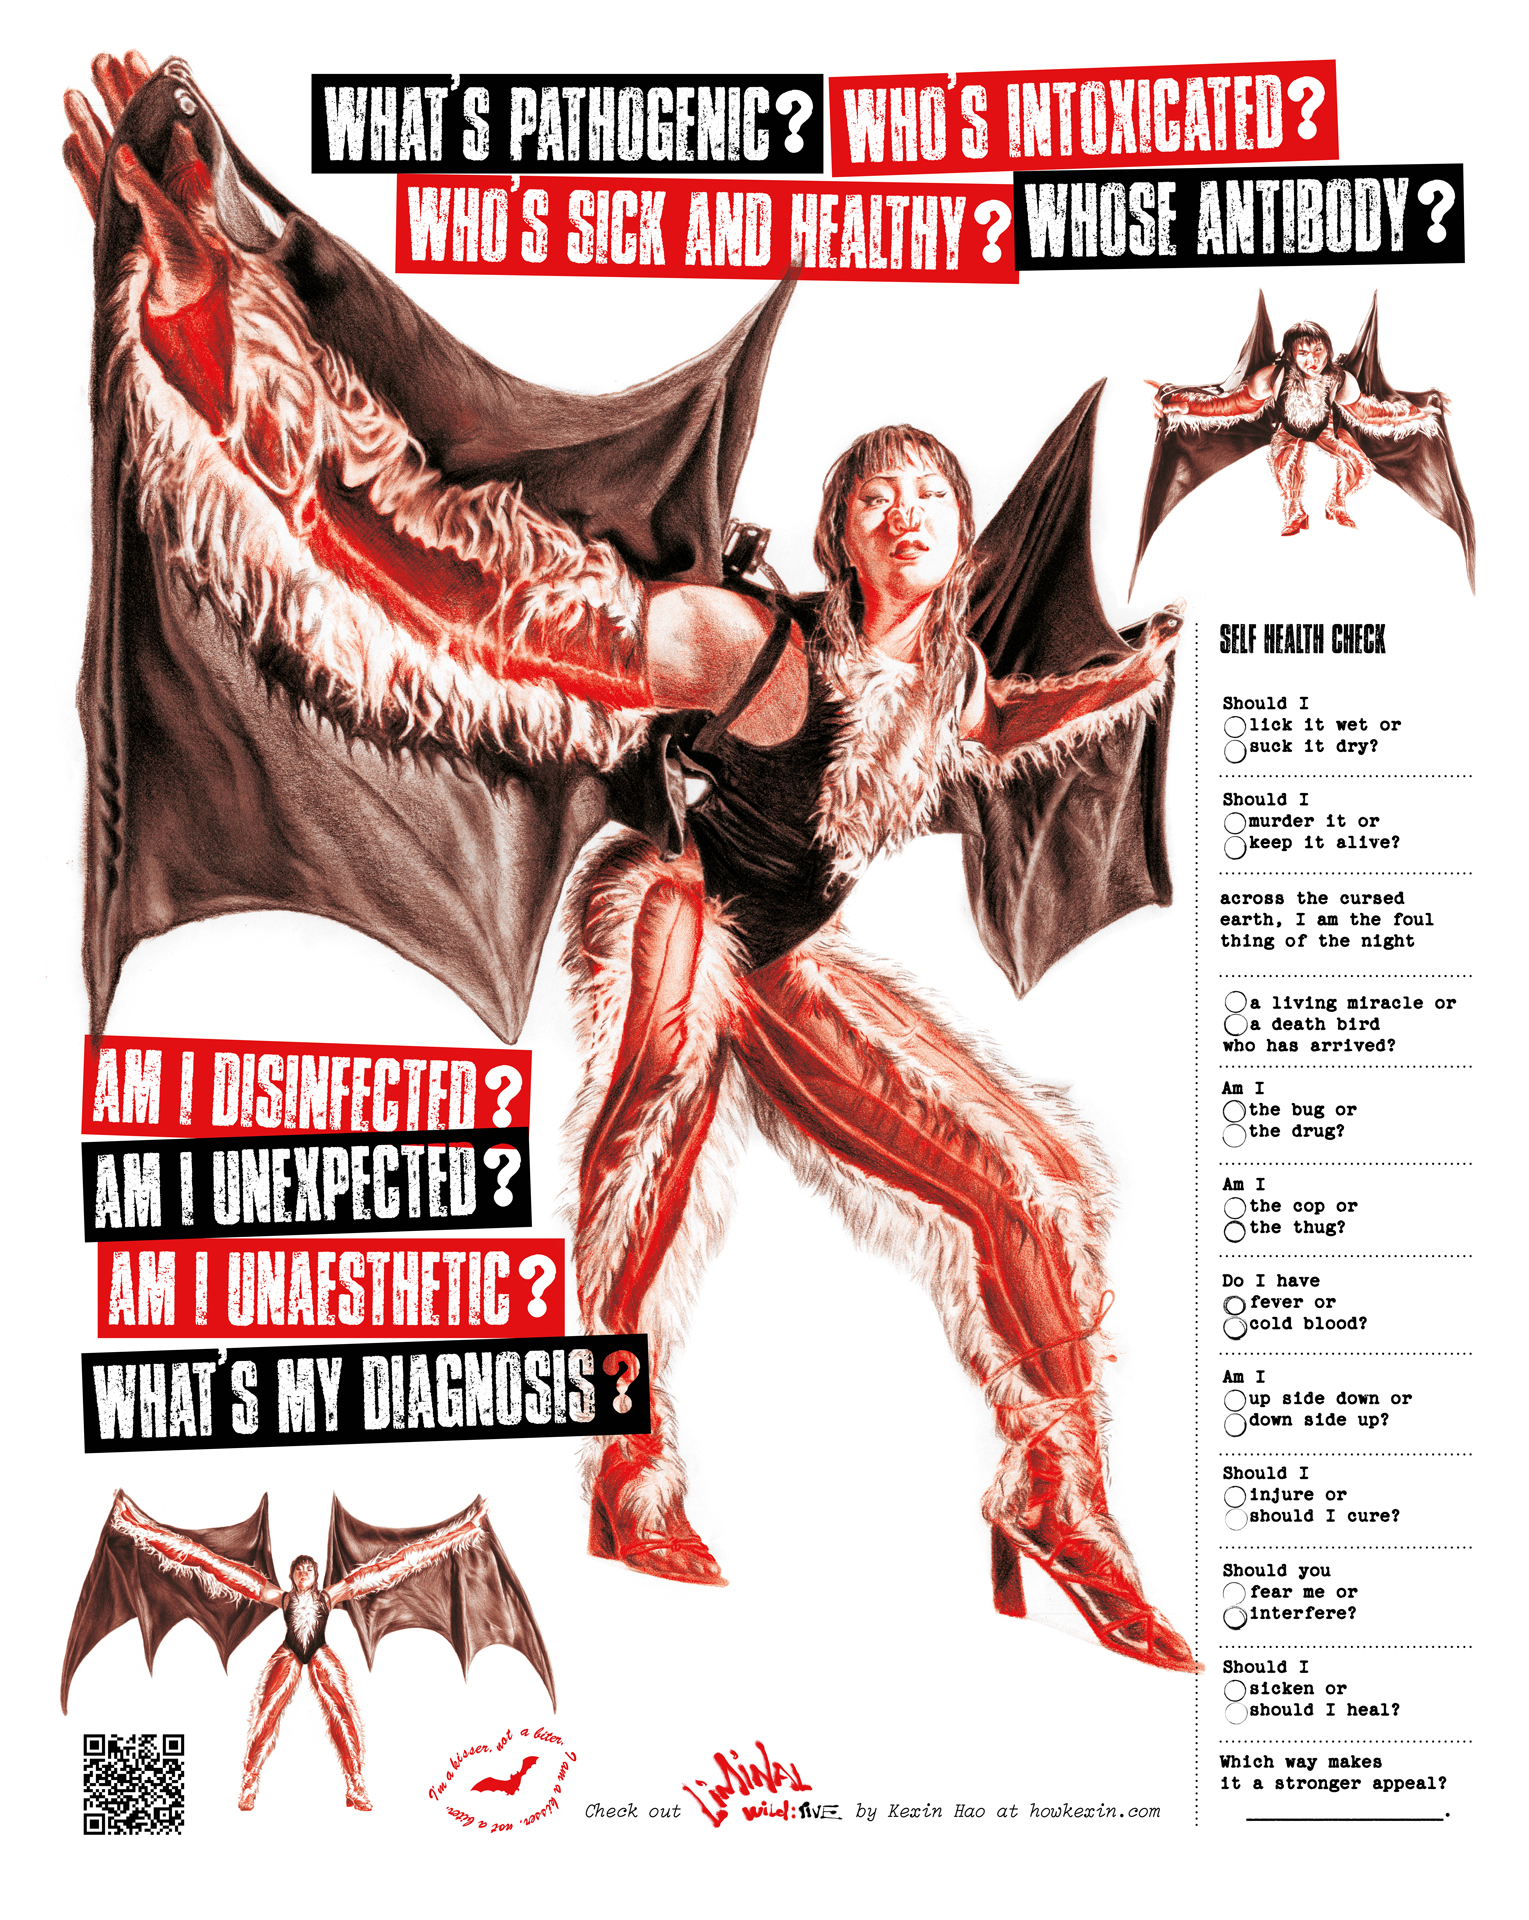 WHAT'S PATHOGENIC? WHO'S INTOXICATED?
WHO'S SICK AND HEALTHY? WHOSE ANTIBODY?
SELF HEALTH CHECK
Should I
lick it wet or
suck it dry?
Should I
murder it or
keep it alive?
across the cursed
earth, I am the foul
thing of the night
a living miracle or
a death bird
who has arrived?
Am I
the bug or
the drug?
Am I
the cop or
the thug?
Do I have
fever or
cold blood?
Am I
up side down or
down side up?
Should I
injure or
should I cure?
Should you
fear me or
interfere?
Should I
sicken or
should I heal?
Which way makes
it a stronger appeal?
.
AM I DISINFECTED?
AM I UNEXPECTED?
AM I UNAESTHETIC?
WHAT'S MY DIAGNOSIS?
I'm a kisser, not a biter. I am a kisser, not a biter.
Check out LiMiNAL wild:fIVE by Kexin Hao at howkexin.com